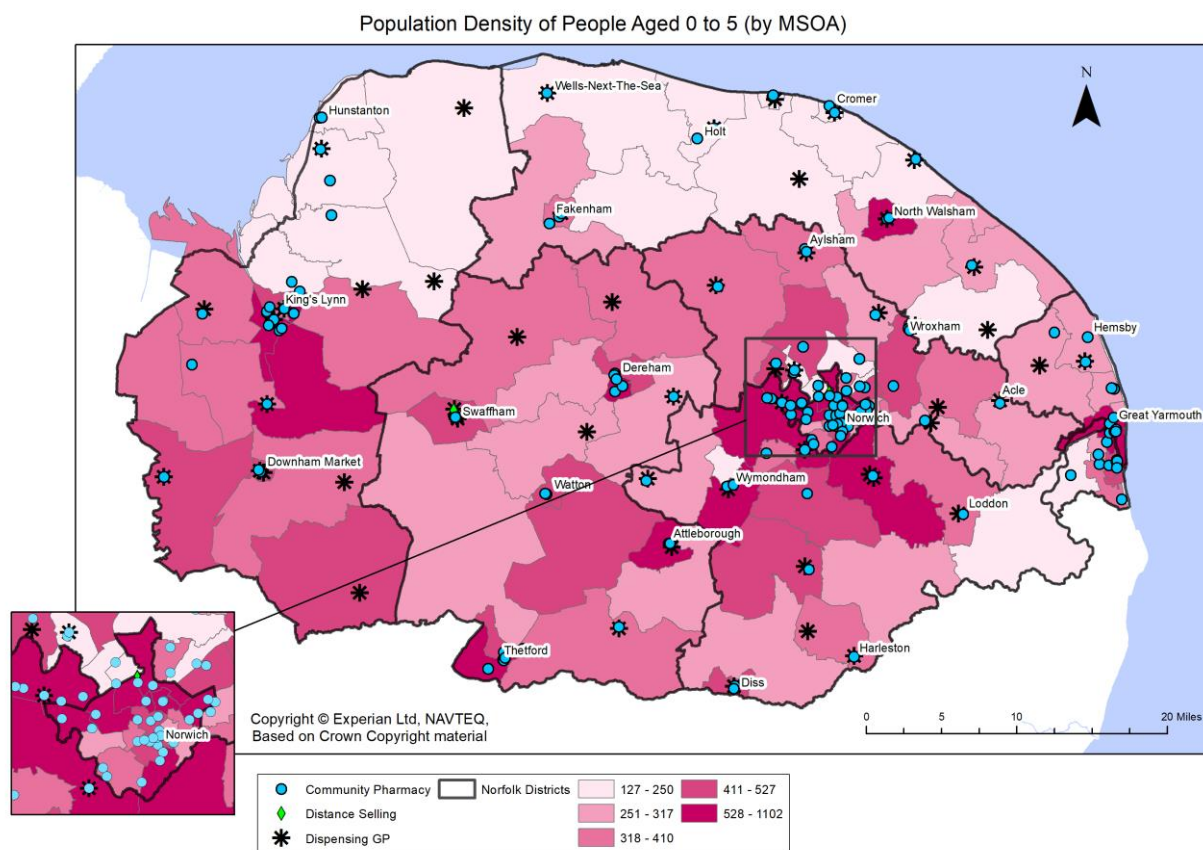 Population Density of People Aged 0 to 5 (by MSOA)
N
Wells-Next-The-Sea
Cromer
Hunstanton
Holt
Fakenham
North Walsham
Aylsham
King's Lynn
Wroxham
Hemsby
Dereham
Acle
Swaffham
Norwich
Great Yarmouth
Downham Market
Watton
Wymondham
Loddon
Attleborough
Thetford
Harleston
Diss
Norwich
Copyright © Experian Ltd, NAVTEQ,
Based on Crown Copyright material
0 5 10 20 Miles
Community Pharmacy
Distance Selling
Dispensing GP
Norfolk Districts
127 - 250
251 - 317
318 - 410
411 - 527
528 - 1102